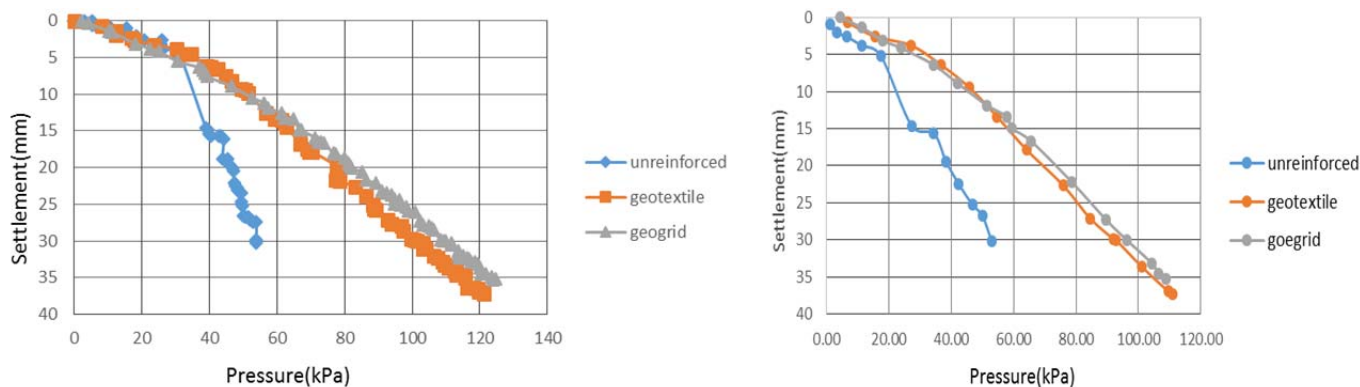 Settlement(mm)
0
5
10
15
20
25
30
35
40
0 20 40 60 80 100 120 140
Pressure(kPa)
unreinforced
geotextile
geogrid
Settlement(mm)
0
5
10
15
20
25
30
35
40
0.00 20.00 40.00 60.00 80.00 100.00 120.00
Pressure(kPa)
unreinforced
geotextile
goegrid